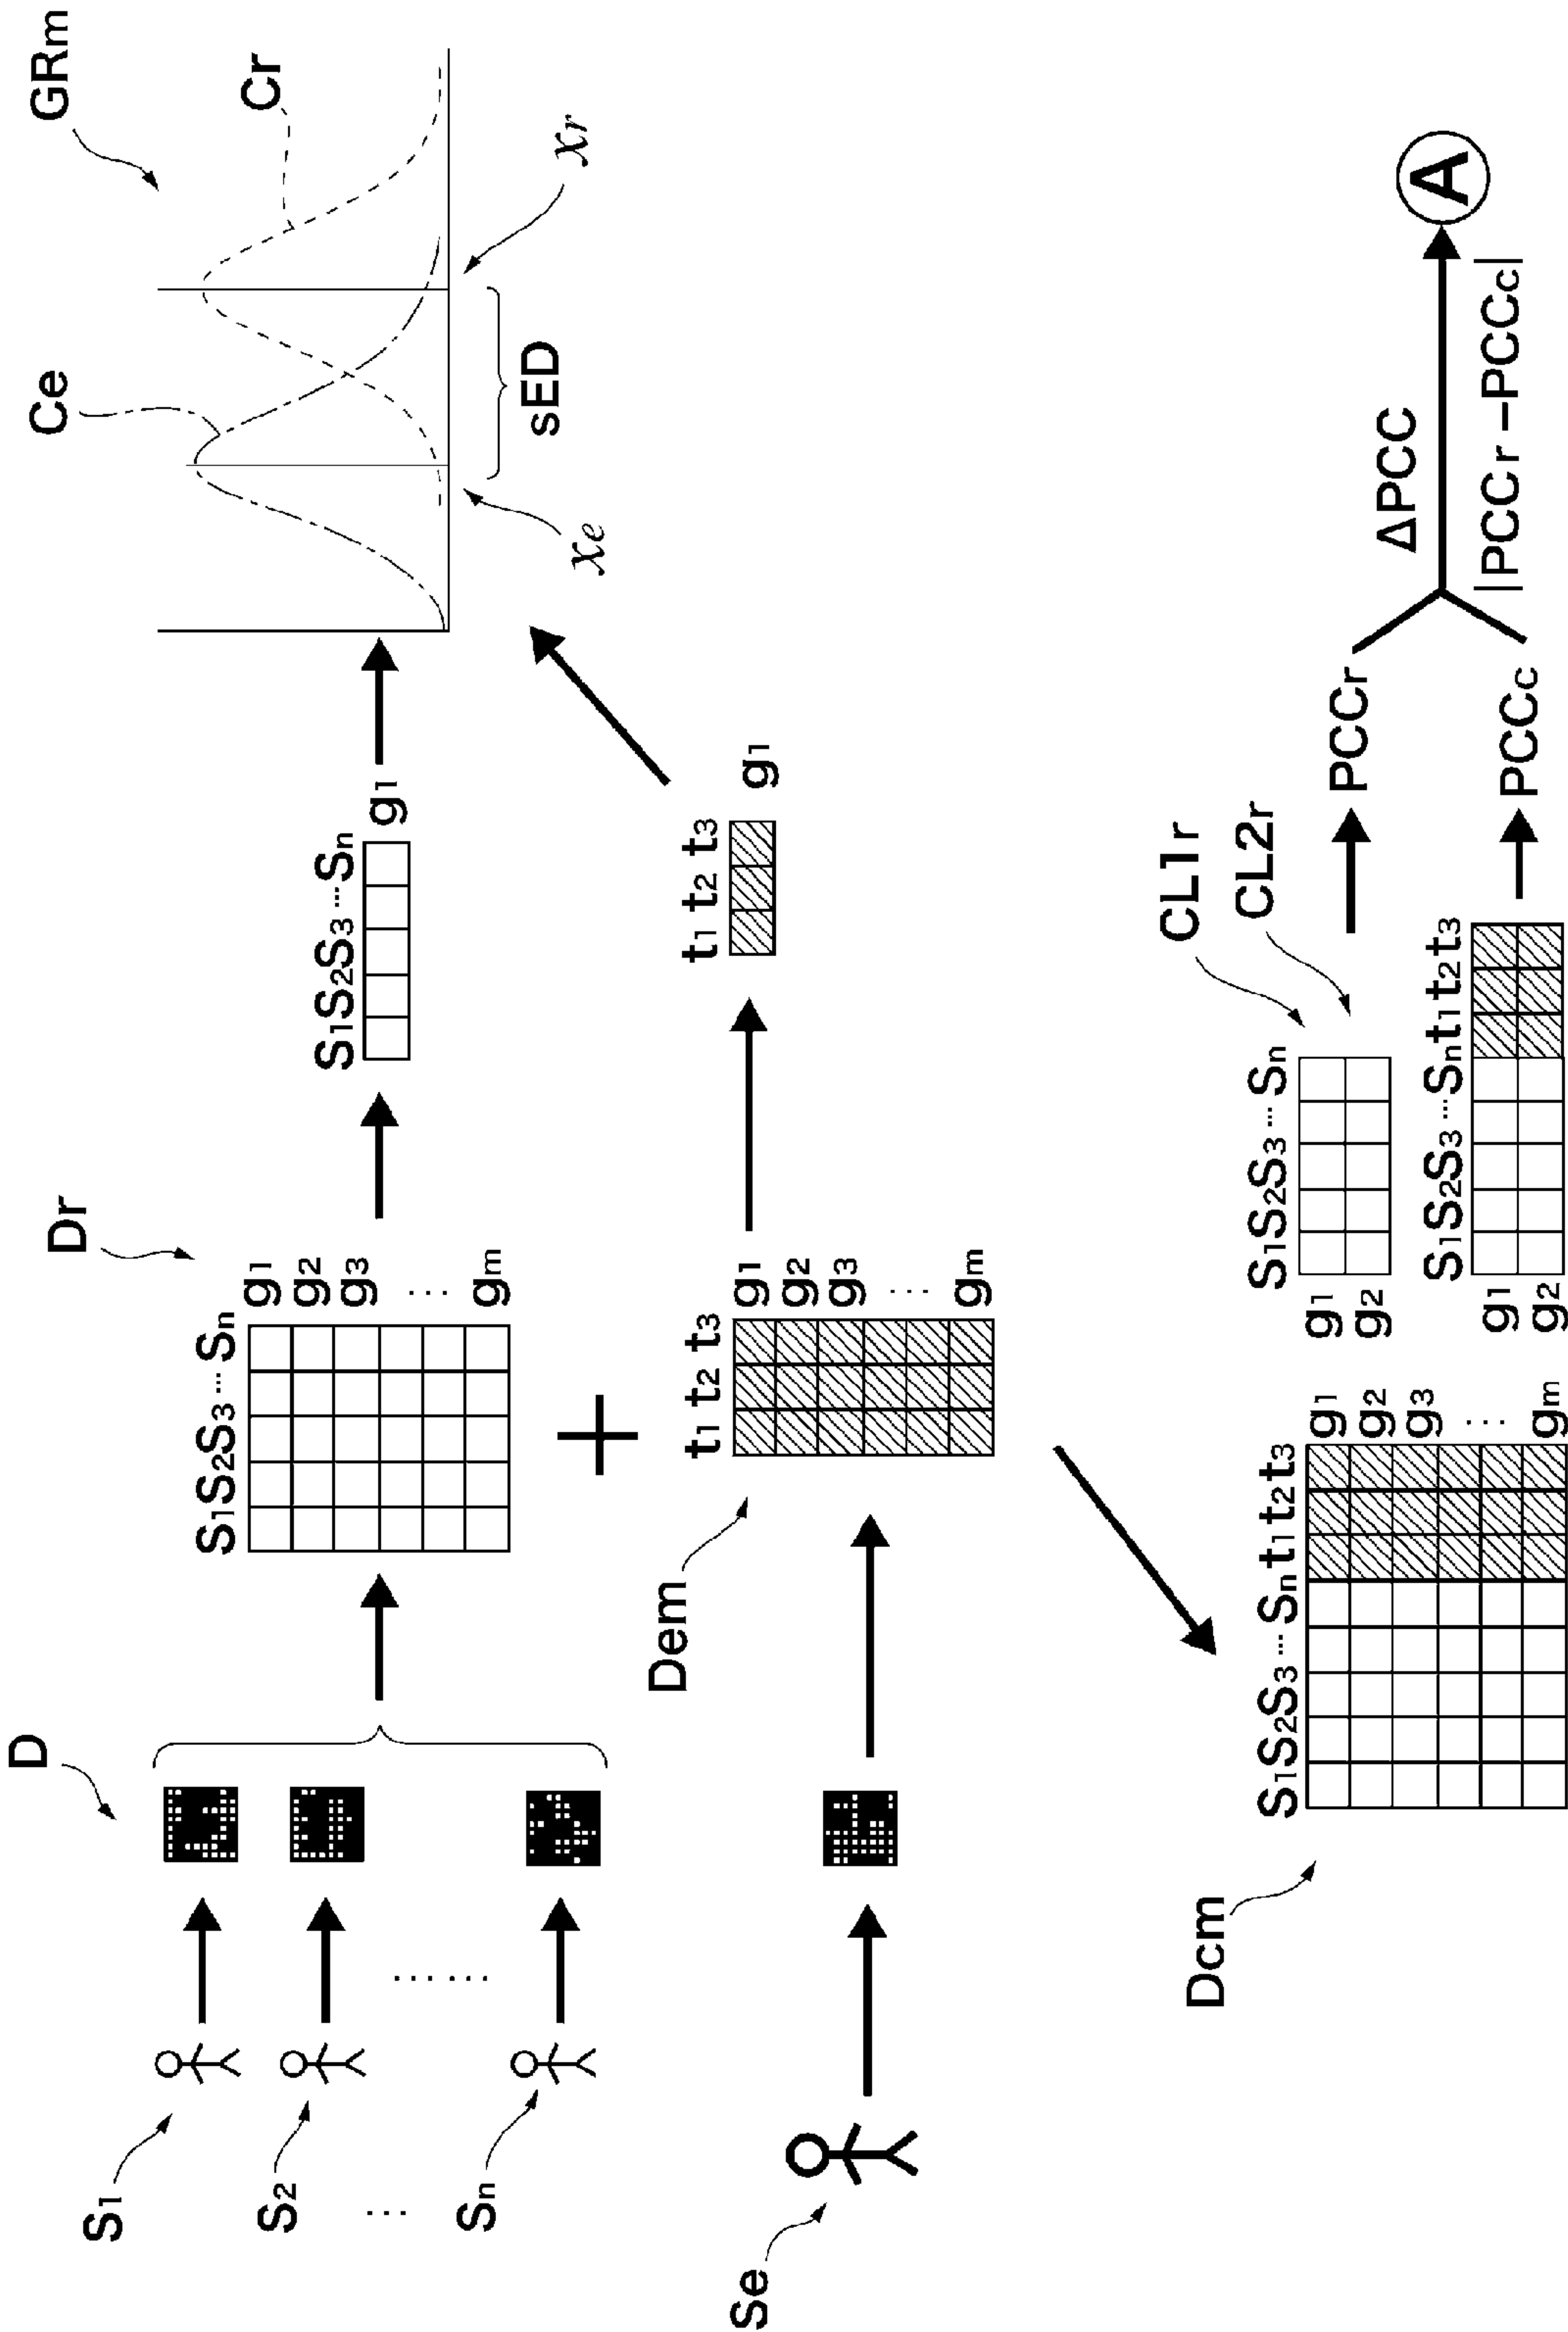 S1
S2
...
Sn
......
D
S1S2S3...Sn
g1
g2
g3
...
gm
Dr
S1S2S3...Sn
g1
GRm
Ce
Cr
xe
xr
sED
+
Se
Dem
t1 t2 t3
g1
g2
g3
...
gm
t1 t2 t3
g1
Dcm
S1S2S3...Snt1t2t3
g1
g2
g3
...
gm
S1S2S3...Sn
g1
g2
CL1r
CL2r
PCCr
S1S2S3...Snt1t2t3
g1
g2
PCCc
ΔPCC
|PCCr-PCCc|
A